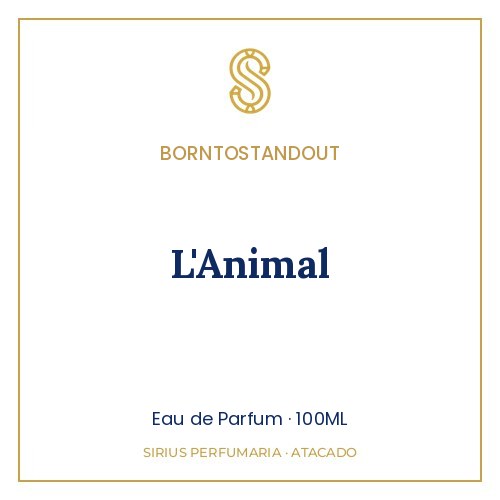 BORNTOSTANDOUT
L'Animal
Eau de Parfum · 100ML
SIRIUS PERFUMARIA · ATACADO